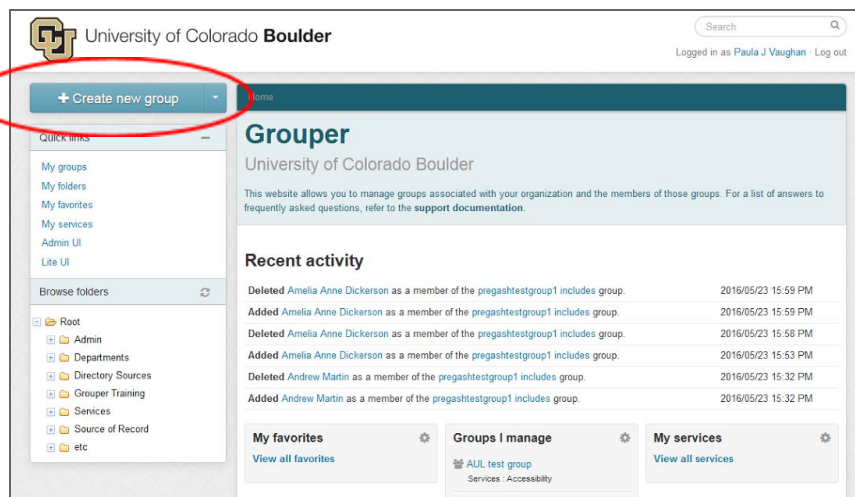 University of Colorado Boulder
Search
Logged in as Paula J Vaughan · Log out
+ Create new group
Home
Quick links
My groups
My folders
My favorites
My services
Admin UI
Lite UI
Browse folders
Root
Admin
Departments
Directory Sources
Grouper Training
Services
Source of Record
etc
Grouper
University of Colorado Boulder
This website allows you to manage groups associated with your organization and the members of those groups. For a list of answers to
frequently asked questions, refer to the support documentation.
Recent activity
Deleted Amelia Anne Dickerson as a member of the pregashtestgroup1 includes group. 2016/05/23 15:59 PM
Added Amelia Anne Dickerson as a member of the pregashtestgroup1 includes group. 2016/05/23 15:59 PM
Deleted Amelia Anne Dickerson as a member of the pregashtestgroup1 includes group. 2016/05/23 15:58 PM
Added Amelia Anne Dickerson as a member of the pregashtestgroup1 includes group. 2016/05/23 15:53 PM
Deleted Andrew Martin as a member of the pregashtestgroup1 includes group. 2016/05/23 15:32 PM
Added Andrew Martin as a member of the pregashtestgroup1 includes group. 2016/05/23 15:32 PM
My favorites
View all favorites
Groups I manage
AUL test group
Services : Accessibility
My services
View all services